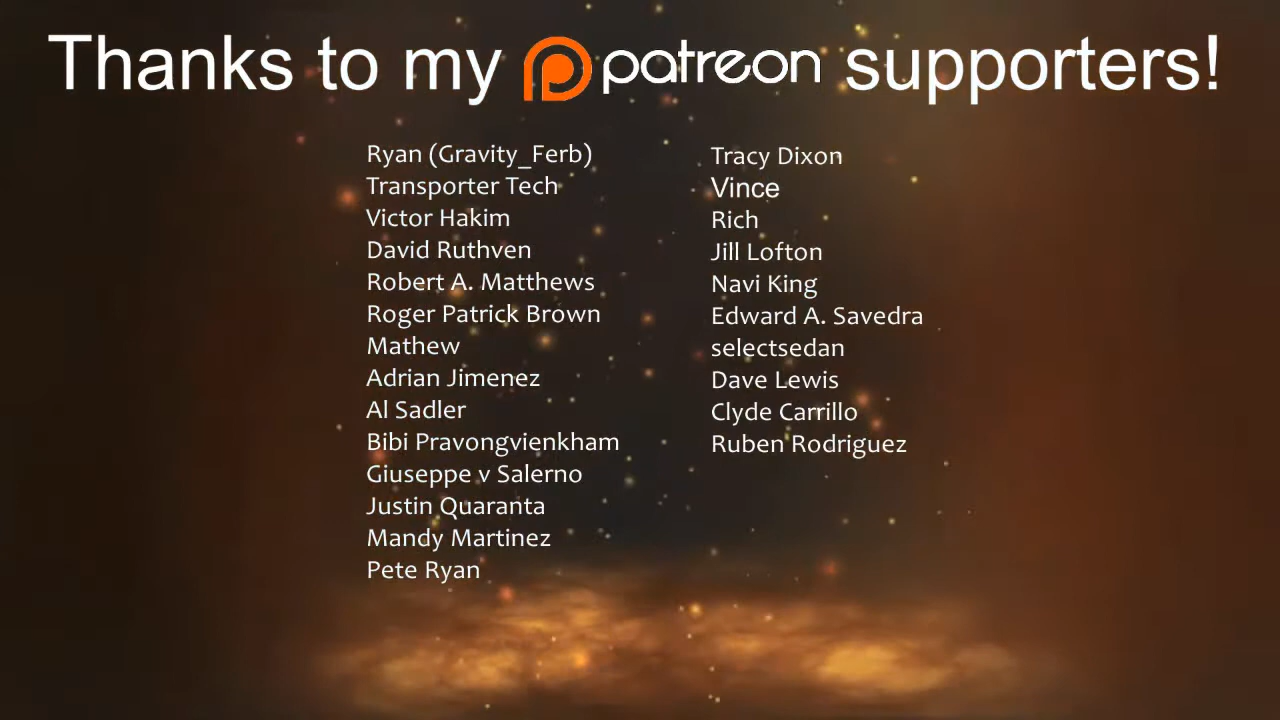 Thanks to my patreon supporters!
Ryan (Gravity_Ferb)
Transporter Tech
Victor Hakim
David Ruthven
Robert A. Matthews
Roger Patrick Brown
Mathew
Adrian Jimenez
Al Sadler
Bibi Pravongvienkham
Giuseppe v Salerno
Justin Quaranta
Mandy Martinez
Pete Ryan
Tracy Dixon
Vince
Rich
Jill Lofton
Navi King
Edward A. Savedra
selectsedan
Dave Lewis
Clyde Carrillo
Ruben Rodriguez